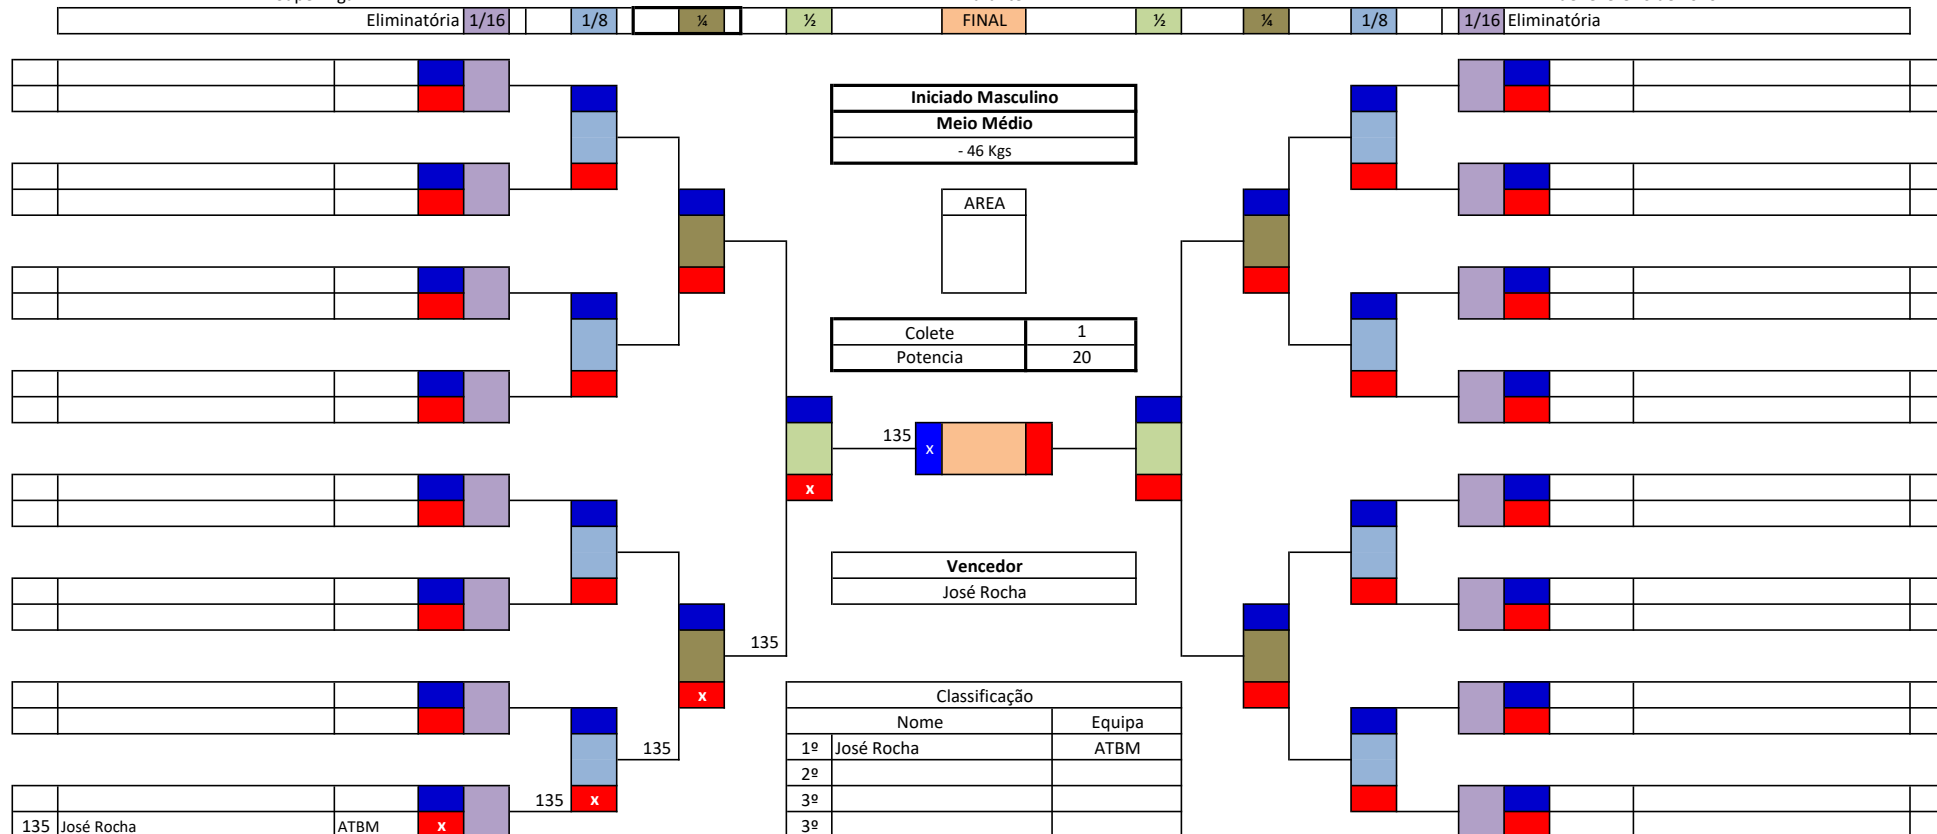 Eliminatória 1/16 1/8 ¼ ½ FINAL ½ ¼ 1/8 1/16 Eliminatória
Iniciado Masculino
Meio Médio
- 46 Kgs
AREA
Colete 1
Potencia 20
135 x
x
Vencedor
José Rocha
135
x
Classificação
Nome Equipa
135
1º José Rocha ATBM
2º
135 x
3º
135 José Rocha ATBM x
3º